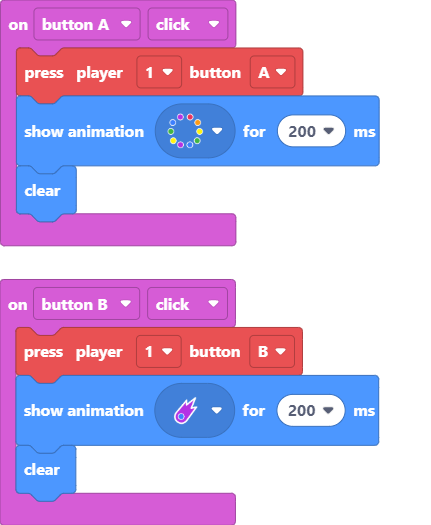 on button A click
press player 1 button A
show animation for 200 ms
clear
on button B click
press player 1 button B
show animation for 200 ms
clear